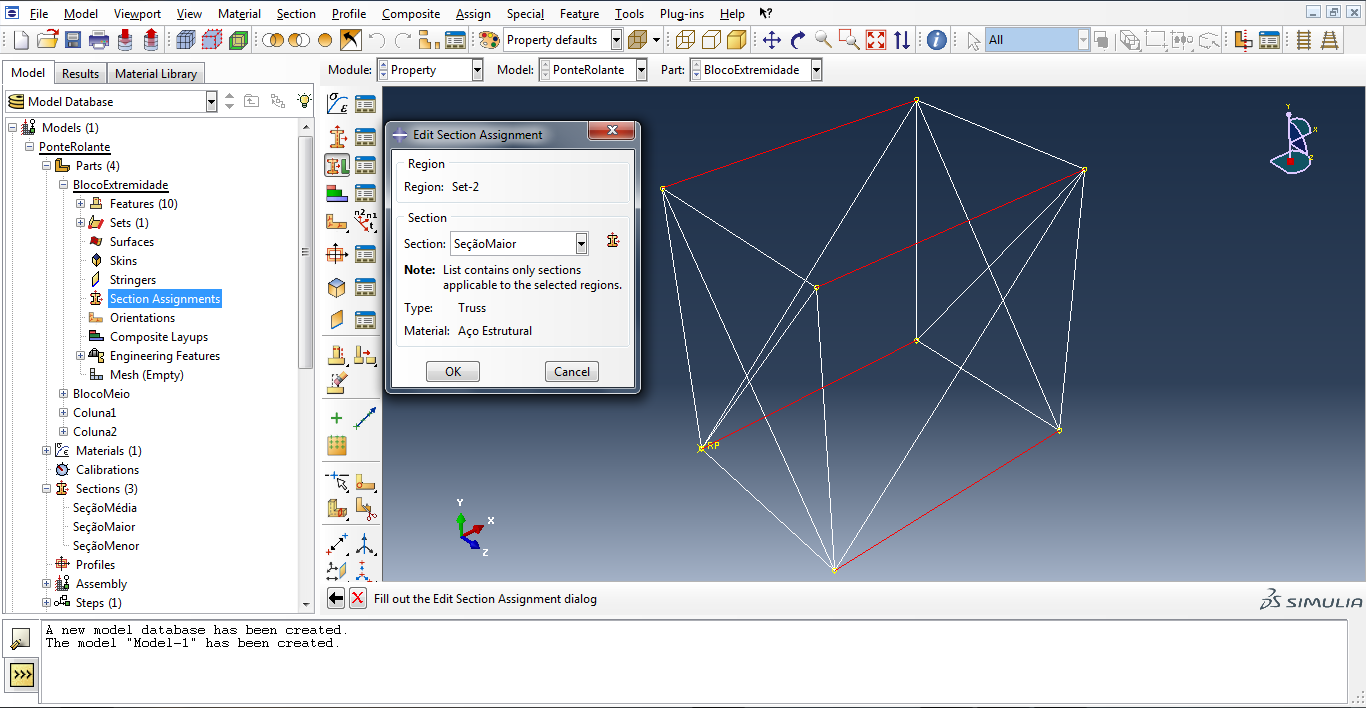 File Model Viewport View Material Section Profile Composite Assign Special Feature Tools Plug-ins Help
Property defaults
All
Model Results Material Library
Module: Property Model: PonteRolante Part: BlocoExtremidade
Model Database
Models (1)
PonteRolante
Parts (4)
BlocoExtremidade
Features (10)
Sets (1)
Surfaces
Skins
Stringers
Section Assignments
Orientations
Composite Layups
Engineering Features
Mesh (Empty)
BlocoMeio
Coluna1
Coluna2
Materials (1)
Calibrations
Sections (3)
SeçãoMédia
SeçãoMaior
SeçãoMenor
Profiles
Assembly
Steps (1)
σ ε
n2 n1
t
Edit Section Assignment
Region
Region: Set-2
Section
Section: SeçãoMaior
Note: List contains only sections
applicable to the selected regions.
Type: Truss
Material: Aço Estrutural
OK Cancel
RP
Y
X
Z
Y
X
Z
Fill out the Edit Section Assignment dialog
SIMULIA
A new model database has been created.
The model "Model-1" has been created.
>>>